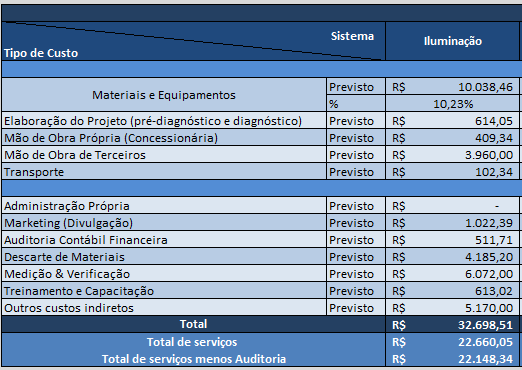 Sistema
Iluminação
Tipo de Custo
Materiais e Equipamentos Previsto R$ 10.038,46
% 10,23%
Elaboração do Projeto (pré-diagnóstico e diagnóstico) Previsto R$ 614,05
Mão de Obra Própria (Concessionária) Previsto R$ 409,34
Mão de Obra de Terceiros Previsto R$ 3.960,00
Transporte Previsto R$ 102,34
Administração Própria Previsto R$ -
Marketing (Divulgação) Previsto R$ 1.022,39
Auditoria Contábil Financeira Previsto R$ 511,71
Descarte de Materiais Previsto R$ 4.185,20
Medição & Verificação Previsto R$ 6.072,00
Treinamento e Capacitação Previsto R$ 613,02
Outros custos indiretos Previsto R$ 5.170,00
Total R$ 32.698,51
Total de serviços R$ 22.660,05
Total de serviços menos Auditoria R$ 22.148,34